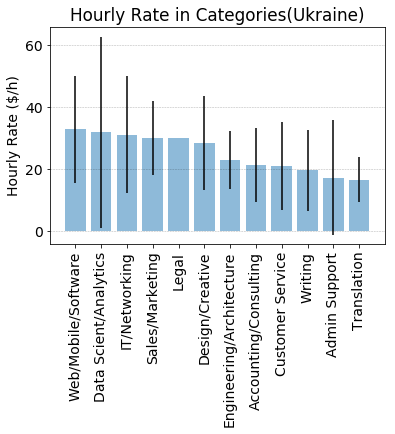 Hourly Rate in Categories(Ukraine)
Hourly Rate ($/h)
60
40
20
0
Web/Mobile/Software
Data Scient/Analytics
IT/Networking
Sales/Marketing
Legal
Design/Creative
Engineering/Architecture
Accounting/Consulting
Customer Service
Writing
Admin Support
Translation